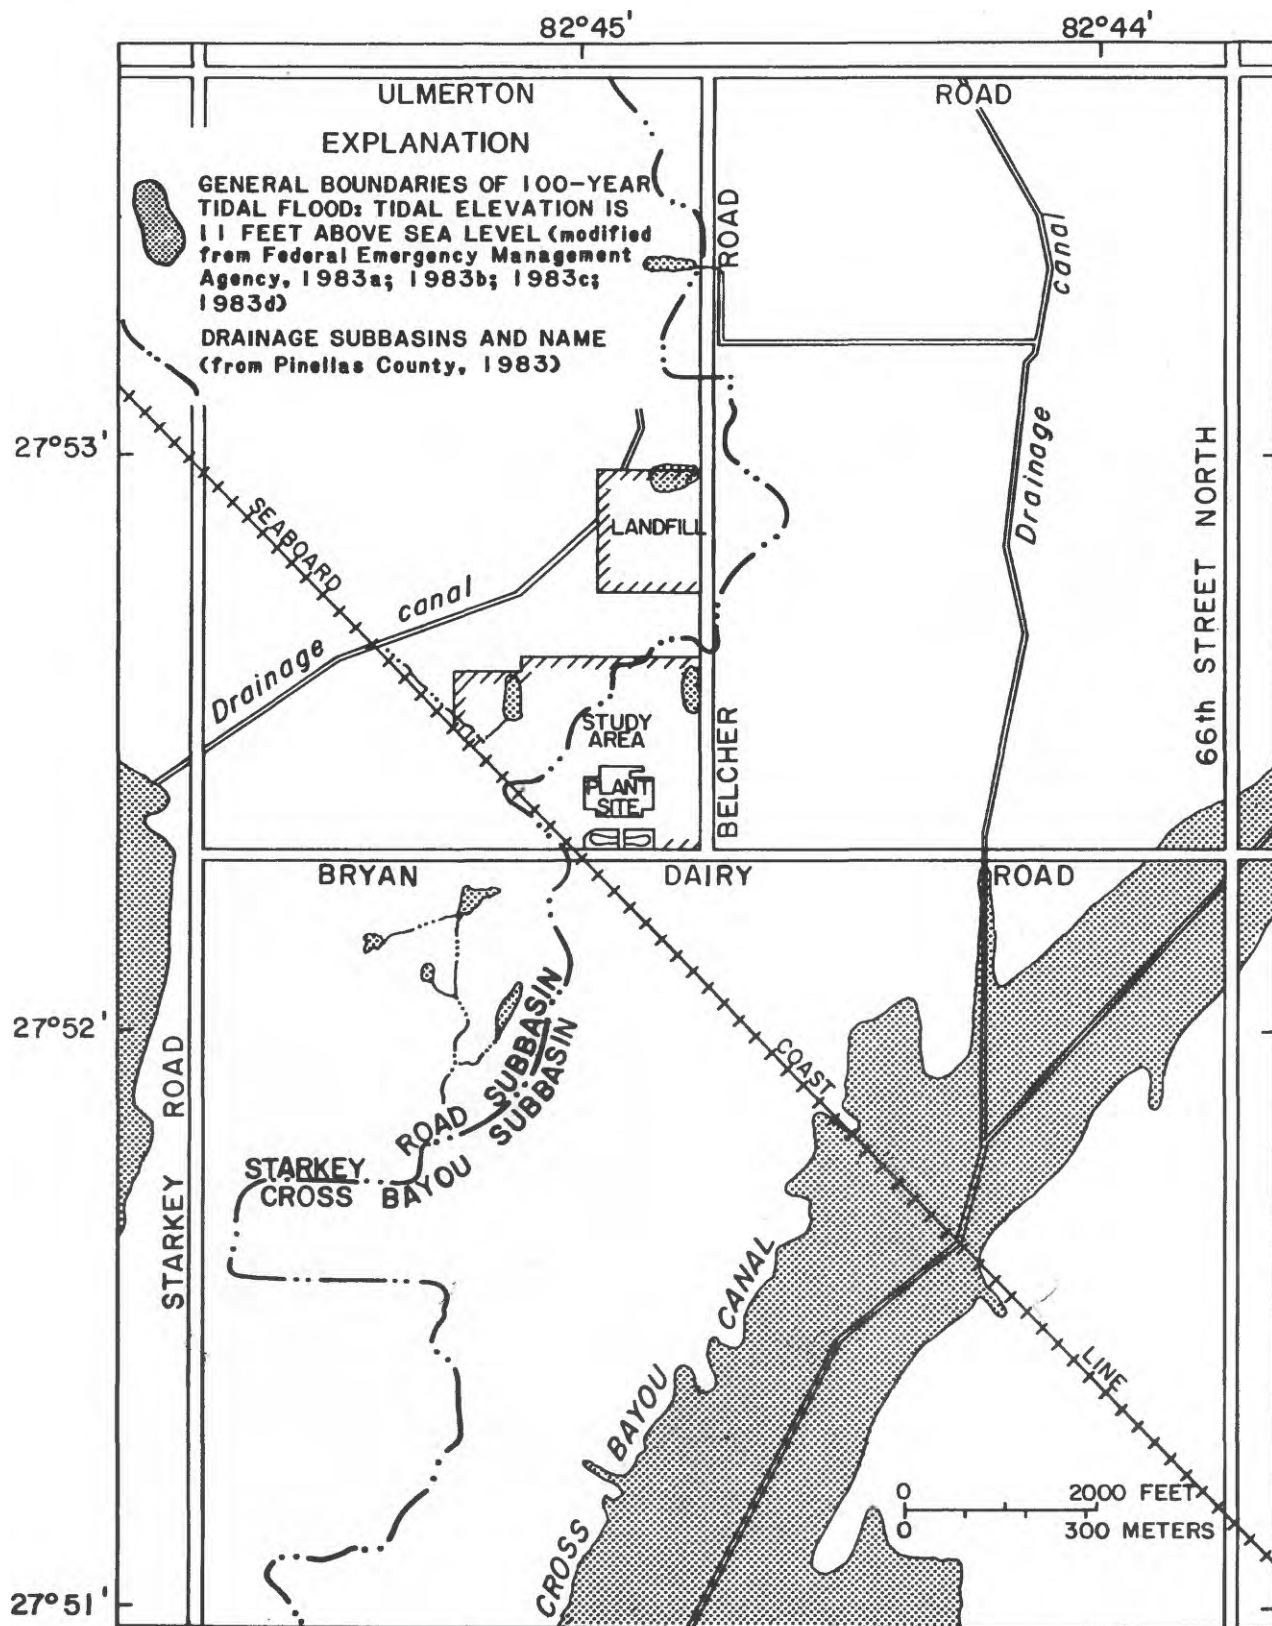 82°45'
82°44'
ULMERTON ROAD
EXPLANATION
GENERAL BOUNDARIES OF 100-YEAR
TIDAL FLOOD: TIDAL ELEVATION IS
11 FEET ABOVE SEA LEVEL (modified
from Federal Emergency Management
Agency, 1983a; 1983b; 1983c;
1983d)
DRAINAGE SUBBASINS AND NAME
(from Pinellas County, 1983)
ROAD
canal
Drainage
27°53'
SEABOARD
LANDFILL
66th STREET NORTH
Drainage canal
STUDY
AREA
PLANT
SITE
BELCHER
BRYAN DAIRY ROAD
27°52'
COAST
STARKEY ROAD SUBBASIN
CROSS BAYOU SUBBASIN
STARKEY ROAD
CROSS BAYOU CANAL
LINE
0 2000 FEET
0 300 METERS
27°51'